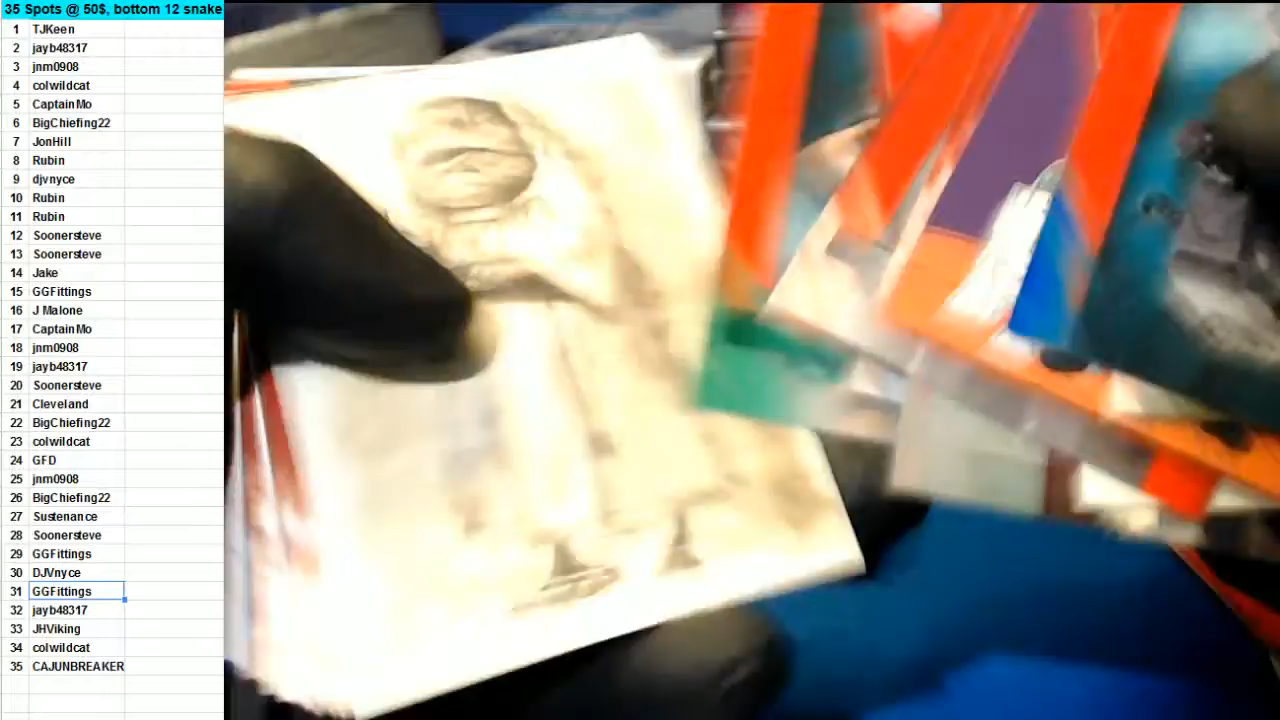 35 Spots @ 50$, bottom 12 snake
1 TJKeen
2 jayb48317
3 jnm0908
4 colwildcat
5 CaptainMo
6 BigChiefing22
7 JonHill
8 Rubin
9 djvnyce
10 Rubin
11 Rubin
12 Soonersteve
13 Soonersteve
14 Jake
15 GGFittings
16 J Malone
17 CaptainMo
18 jnm0908
19 jayb48317
20 Soonersteve
21 Cleveland
22 BigChiefing22
23 colwildcat
24 GFD
25 jnm0908
26 BigChiefing22
27 Sustenance
28 Soonersteve
29 GGFittings
30 DJVnyce
31 GGFittings
32 jayb48317
33 JHViking
34 colwildcat
35 CAJUNBREAKER